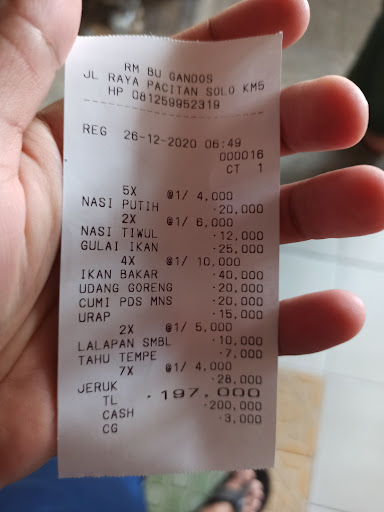 RM BU GANDOS
JL RAYA PACITAN SOLO KM5
HP 081259952319
REG 26-12-2020 06:49
000016
CT 1
5X @1/ 4,000
NASI PUTIH ·20,000
2X @1/ 6,000
NASI TIWUL ·12,000
GULAI IKAN ·25,000
4X @1/ 10,000
IKAN BAKAR ·40,000
UDANG GORENG ·20,000
CUMI PDS MNS ·20,000
URAP ·15,000
2X @1/ 5,000
LALAPAN SMBL ·10,000
TAHU TEMPE ·7,000
7X @1/ 4,000
JERUK ·28,000
TL ·197,000
CASH ·200,000
CG ·3,000